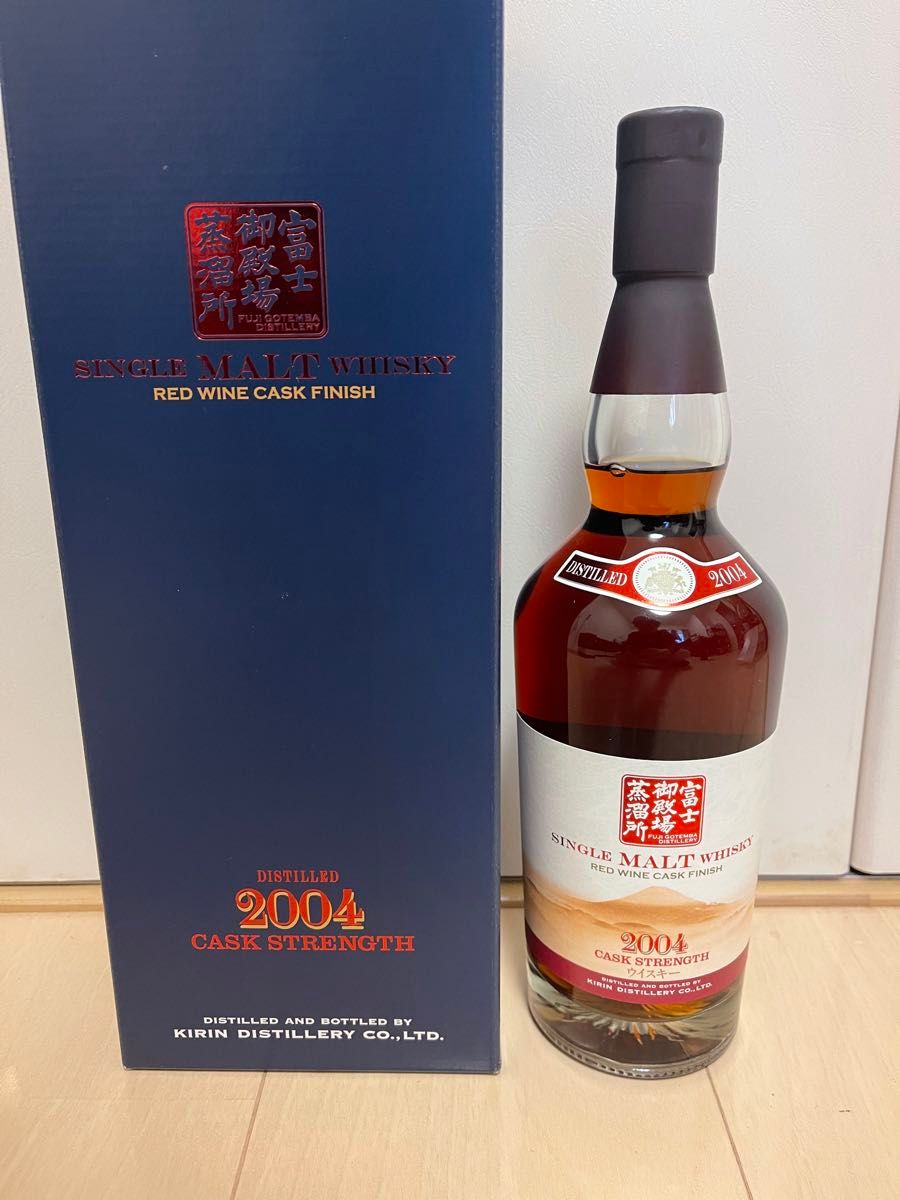 富士
御殿場
蒸溜所
FUJI GOTEMBA
DISTILLERY
SINGLE MALT WHISKY
RED WINE CASK FINISH
DISTILLED
2004
CASK STRENGTH
DISTILLED AND BOTTLED BY
KIRIN DISTILLERY CO.,LTD.
DISTILLED 2004
富士
御殿場
蒸溜所
FUJI GOTEMBA
DISTILLERY
SINGLE MALT WHISKY
RED WINE CASK FINISH
2004
CASK STRENGTH
ウイスキー
DISTILLED AND BOTTLED BY
KIRIN DISTILLERY CO., LTD.